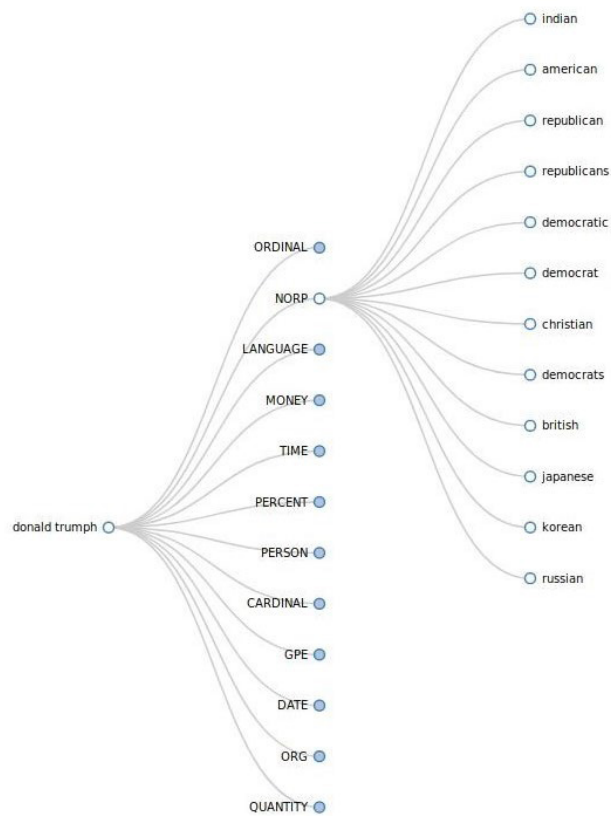 donald trumph
ORDINAL
NORP
LANGUAGE
MONEY
TIME
PERCENT
PERSON
CARDINAL
GPE
DATE
ORG
QUANTITY
indian
american
republican
republicans
democratic
democrat
christian
democrats
british
japanese
korean
russian